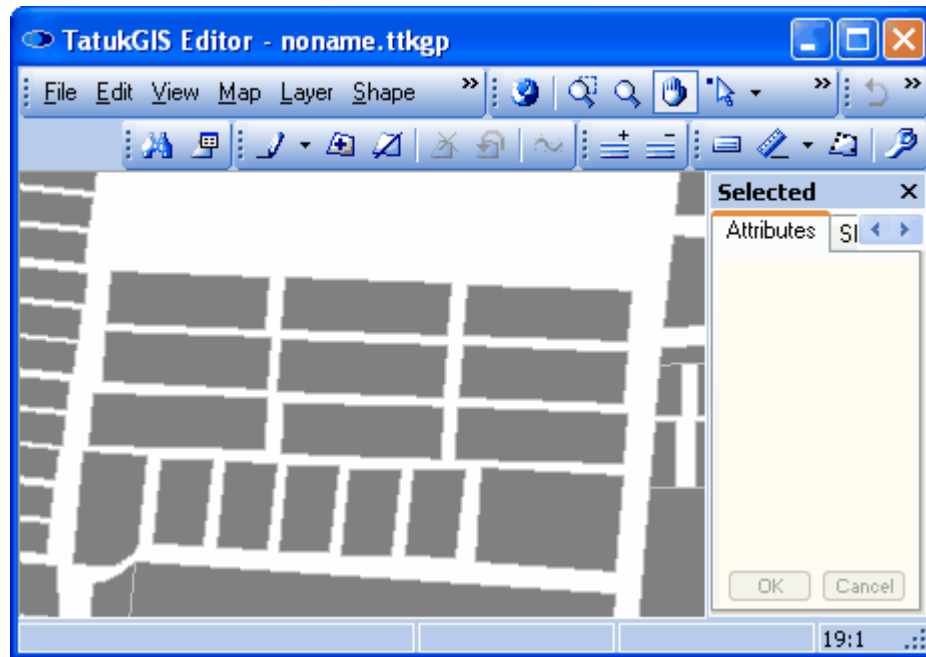 TatukGIS Editor - noname.ttkgp
File Edit View Map Layer Shape
Selected
Attributes
OK Cancel
19:1